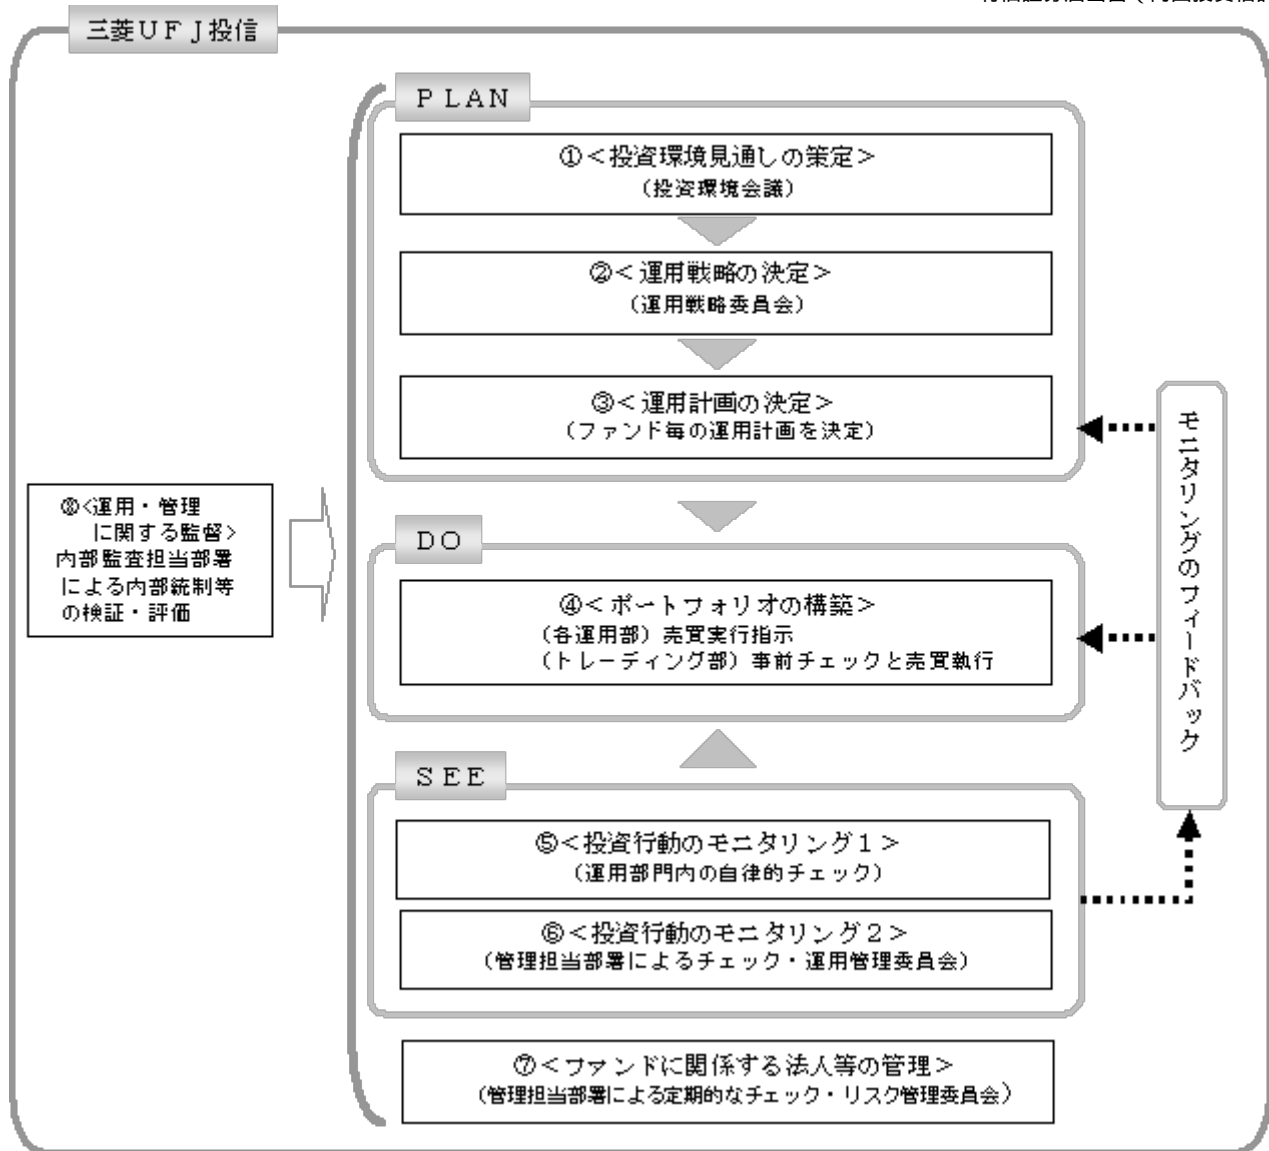 三菱ＵＦＪ投信
ＰＬＡＮ
①＜投資環境見通しの策定＞
（投資環境会議）
②＜運用戦略の決定＞
（運用戦略委員会）
③＜運用計画の決定＞
（ファンド毎の運用計画を決定）
⑧<運用・管理
に関する監督>
内部監査担当部署
による内部統制等
の検証・評価
ＤＯ
④＜ポートフォリオの構築＞
（各運用部）売買実行指示
（トレーディング部）事前チェックと売買執行
モニタリングのフィードバック
ＳＥＥ
⑤＜投資行動のモニタリング１＞
（運用部門内の自律的チェック）
⑥＜投資行動のモニタリング２＞
（管理担当部署によるチェック・運用管理委員会）
⑦＜ファンドに関係する法人等の管理＞
（管理担当部署による定期的なチェック・リスク管理委員会）